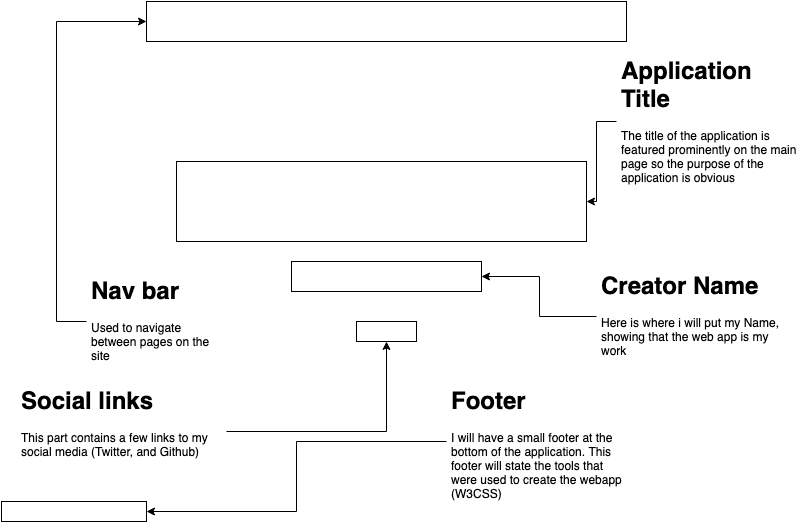 Application
Title
The title of the application is
featured prominently on the main
page so the purpose of the
application is obvious
Nav bar
Used to navigate
between pages on the
site
Creator Name
Here is where i will put my Name,
showing that the web app is my
work
Social links
This part contains a few links to my
social media (Twitter, and Github)
Footer
I will have a small footer at the
bottom of the application. This
footer will state the tools that
were used to create the webapp
(W3CSS)